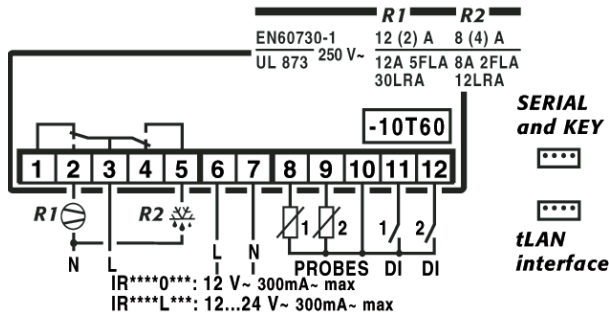 R1 R2
EN60730-1 12 (2) A 8 (4) A
UL 873 250 V~ 12A 5FLA 8A 2FLA
30LRA 12LRA
SERIAL
and KEY
-10T60
1 2 3 4 5 6 7 8 9 10 11 12
R1 R2 1 2 1 2
L N
N L PROBES DI DI
tLAN
interface
IR****0***: 12 V~ 300mA~ max
IR****L***: 12...24 V~ 300mA~ max